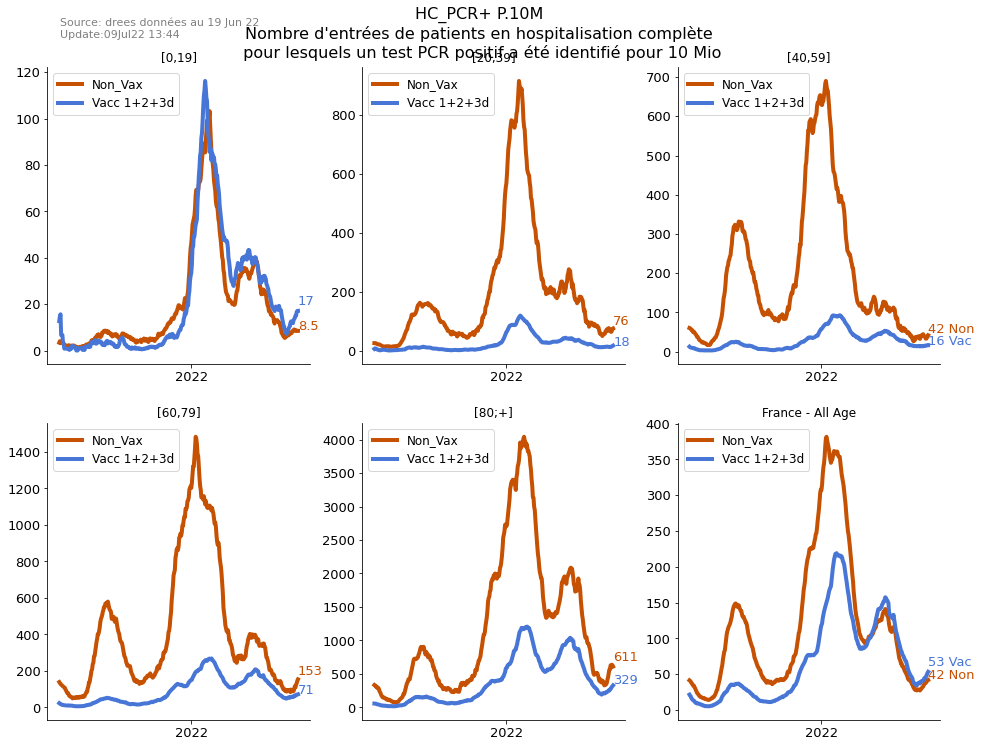 HC_PCR+ P.10M
Source: drees données au 19 Jun 22
Update:09Jul22 13:44
Nombre d'entrées de patients en hospitalisation complète
pour lesquels un test PCR positif a été identifié pour 10 Mio
[0,19]
Non_Vax
Vacc 1+2+3d
120
100
80
60
40
20
0
17
8.5
2022
[20,39]
Non_Vax
Vacc 1+2+3d
800
600
400
200
0
76
18
2022
[40,59]
Non_Vax
Vacc 1+2+3d
700
600
500
400
300
200
100
0
42 Non
16 Vac
2022
[60,79]
Non_Vax
Vacc 1+2+3d
1400
1200
1000
800
600
400
200
0
153
71
2022
[80;+]
Non_Vax
Vacc 1+2+3d
4000
3500
3000
2500
2000
1500
1000
500
0
611
329
2022
France - All Age
Non_Vax
Vacc 1+2+3d
400
350
300
250
200
150
100
50
0
53 Vac
42 Non
2022